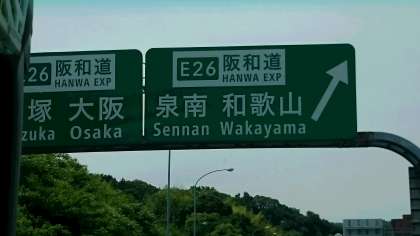 26 阪和道
HANWA EXP
塚 大阪
zuka Osaka
E26 阪和道
HANWA EXP
泉南 和歌山
Sennan Wakayama